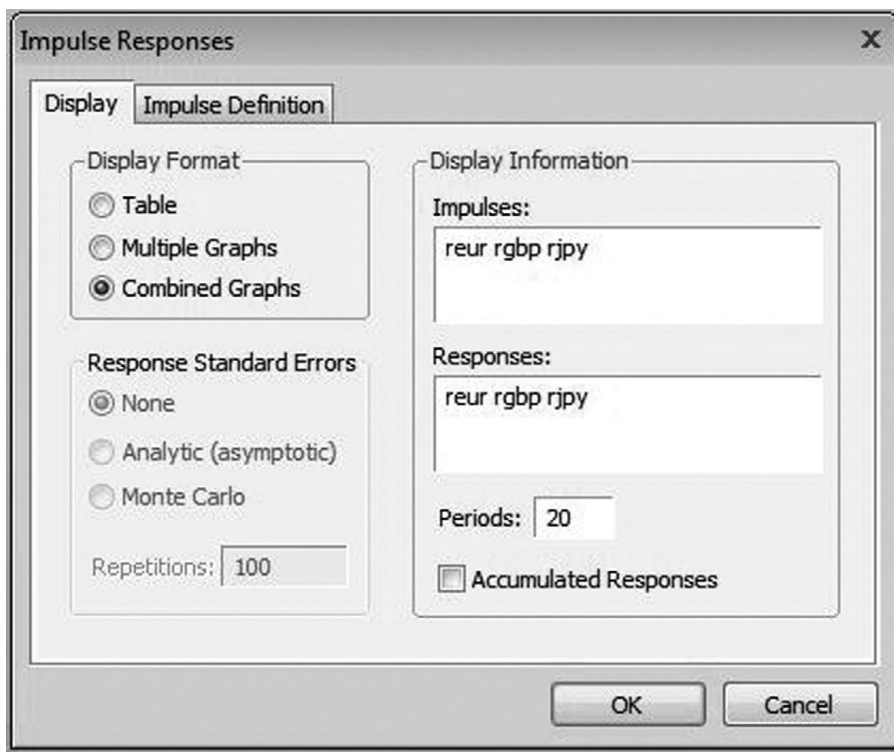 Impulse Responses
Display
Impulse Definition
Display Format
Table
Multiple Graphs
Combined Graphs
Response Standard Errors
None
Analytic (asymptotic)
Monte Carlo
Repetitions: 100
Display Information
Impulses:
reur rgbp rjpy
Responses:
reur rgbp rjpy
Periods: 20
Accumulated Responses
OK
Cancel